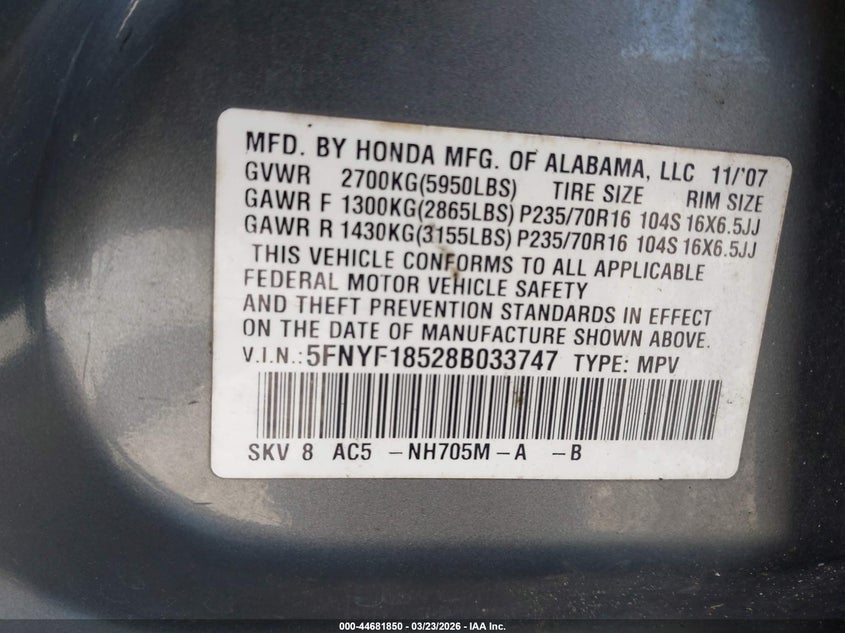 MFD. BY HONDA MFG. OF ALABAMA, LLC 11/'07
GVWR 2700KG(5950LBS) TIRE SIZE RIM SIZE
GAWR F 1300KG(2865LBS) P235/70R16 104S 16X6.5JJ
GAWR R 1430KG(3155LBS) P235/70R16 104S 16X6.5JJ
THIS VEHICLE CONFORMS TO ALL APPLICABLE
FEDERAL MOTOR VEHICLE SAFETY
AND THEFT PREVENTION STANDARDS IN EFFECT
ON THE DATE OF MANUFACTURE SHOWN ABOVE.
V.I.N.: 5FNYF18528B033747 TYPE: MPV
SKV 8 AC5 -NH705M-A -B
000-44681850 / 03/23/2026 - IAA Inc.